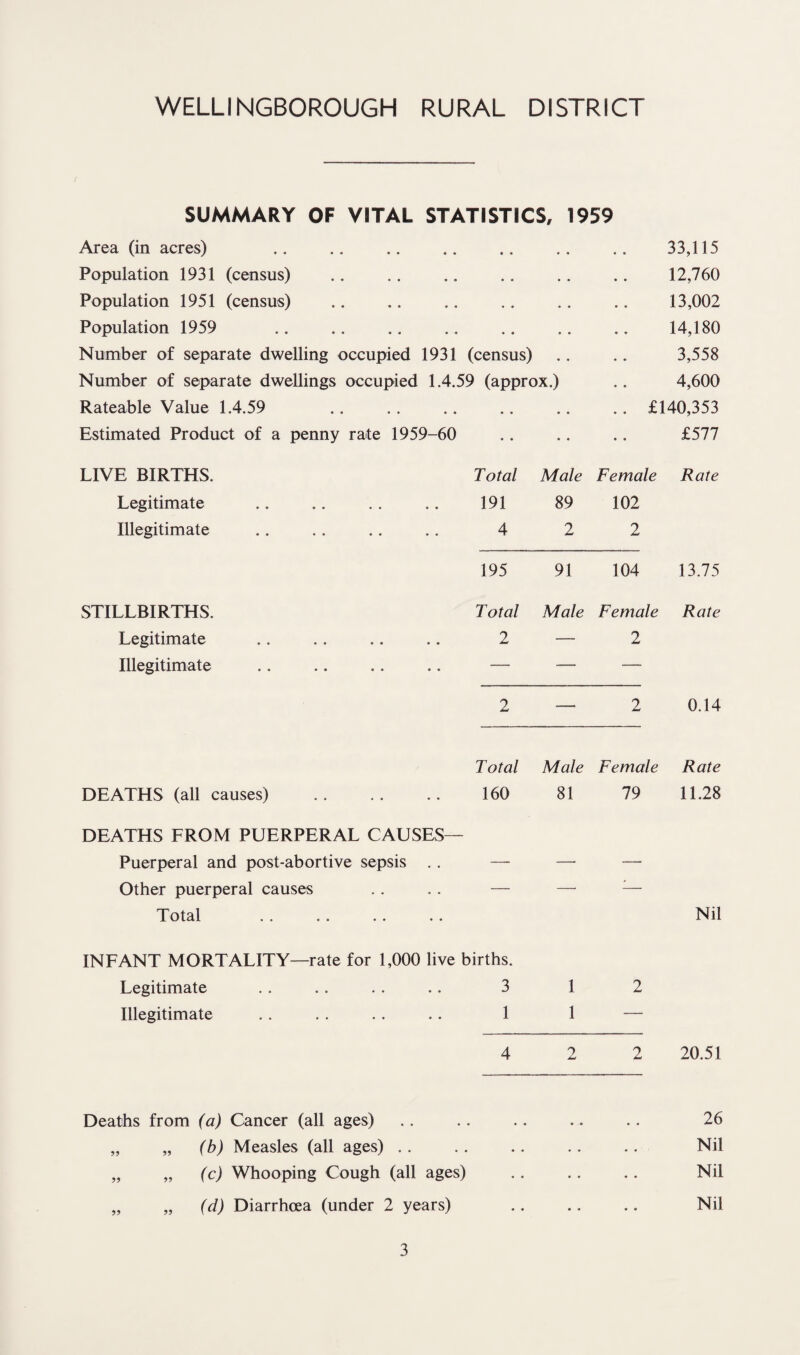 WELLINGBOROUGH RURAL DISTRICT
SUMMARY OF VITAL STATISTICS, 1959
Area (in acres) .. .. .. .. .. .. .. 33,115
Population 1931 (census) .. .. .. .. .. .. 12,760
Population 1951 (census) .. .. .. .. .. .. 13,002
Population 1959 .. .. .. .. .. .. .. 14,180
Number of separate dwelling occupied 1931 (census) .. .. 3,558
Number of separate dwellings occupied 1.4.59 (approx.) .. 4,600
Rateable Value 1.4.59 .. .. .. .. .. .. £140,353
Estimated Product of a penny rate 1959-60 .. .. .. £577
LIVE BIRTHS. Total Male Female Rate
Legitimate .. .. .. .. 191 89 102
Illegitimate .. .. .. .. 4 2 2
195 91 104 13.75
STILLBIRTHS. Total Male Female Rate
Legitimate .. .. .. .. 2 — 2
Illegitimate .. .. .. .. — — —
2 — 2 0.14
Total Male Female Rate
DEATHS (all causes) .. .. .. 160 81 79 11.28
DEATHS FROM PUERPERAL CAUSES—
Puerperal and post-abortive sepsis .. — — —
Other puerperal causes .. .. — — —
Total .. .. .. .. Nil
INFANT MORTALITY—rate for 1,000 live births.
Legitimate .. .. .. .. 3 1 2
Illegitimate .. .. .. .. 1 1 —
4 2 2 20.51
Deaths from (a) Cancer (all ages) .. .. .. .. .. 26
„ „ (b) Measles (all ages) .. .. .. .. .. Nil
„ „ (c) Whooping Cough (all ages) .. .. .. Nil
„ „ (d) Diarrhœa (under 2 years) .. .. .. Nil
3